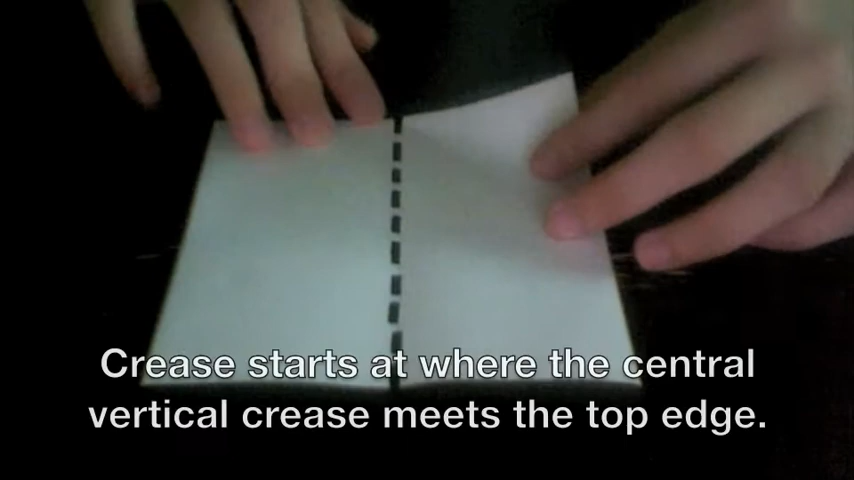 Crease starts at where the central
vertical crease meets the top edge.